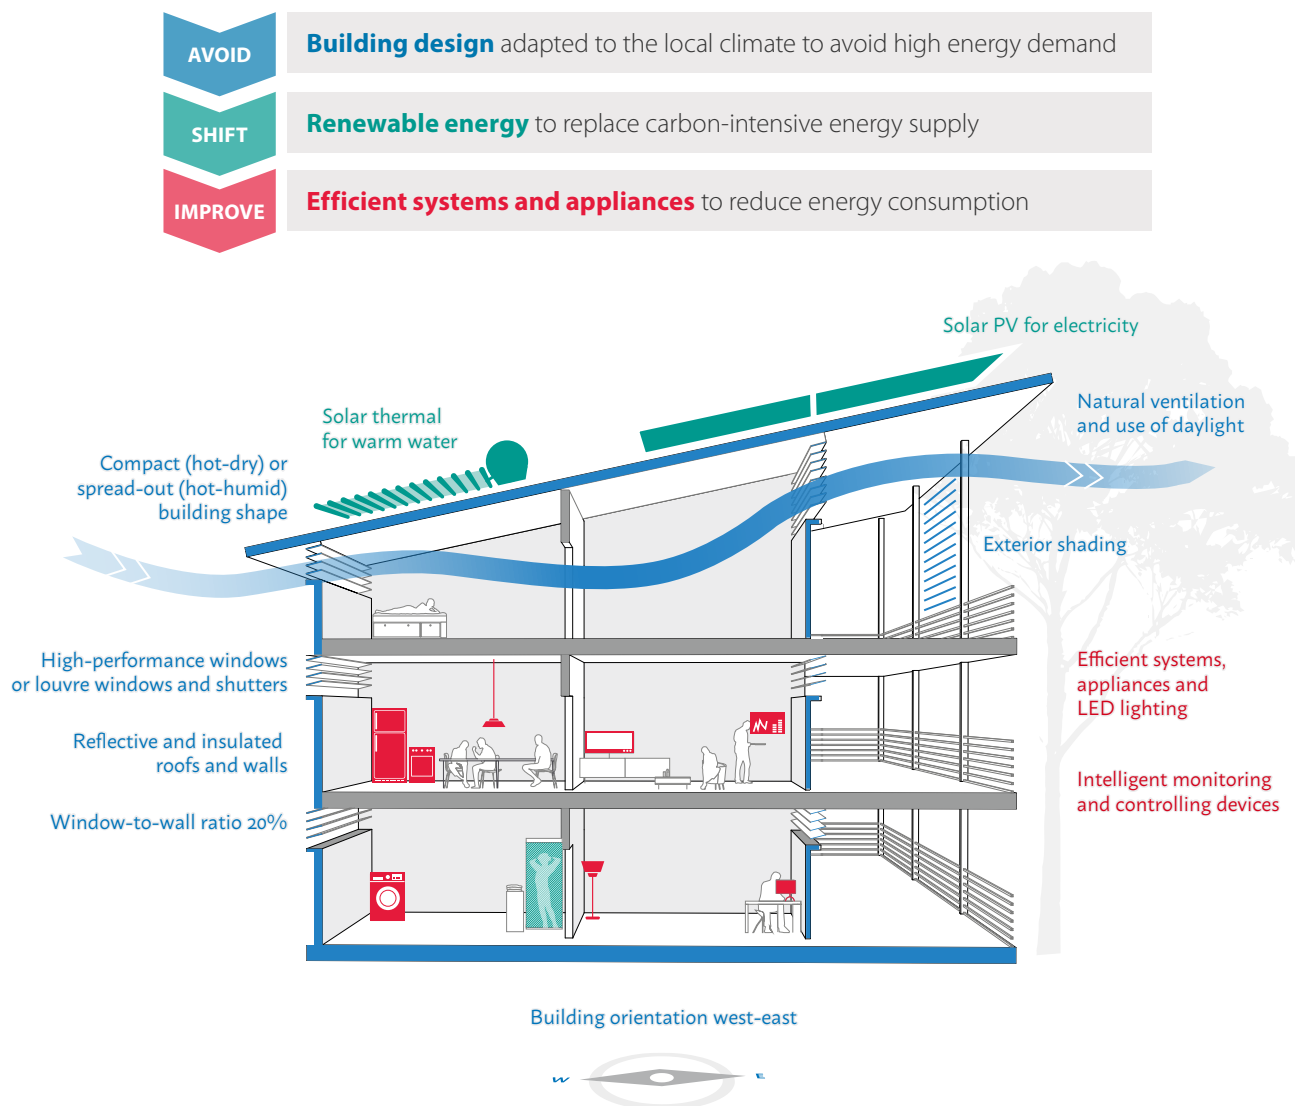 AVOID
Building design adapted to the local climate to avoid high energy demand
SHIFT
Renewable energy to replace carbon-intensive energy supply
IMPROVE
Efficient systems and appliances to reduce energy consumption
Solar PV for electricity
Solar thermal
for warm water
Natural ventilation
and use of daylight
Compact (hot-dry) or
spread-out (hot-humid)
building shape
Exterior shading
High-performance windows
or louvre windows and shutters
Efficient systems,
appliances and
LED lighting
Reflective and insulated
roofs and walls
Intelligent monitoring
and controlling devices
Window-to-wall ratio 20%
Building orientation west-east
W
E